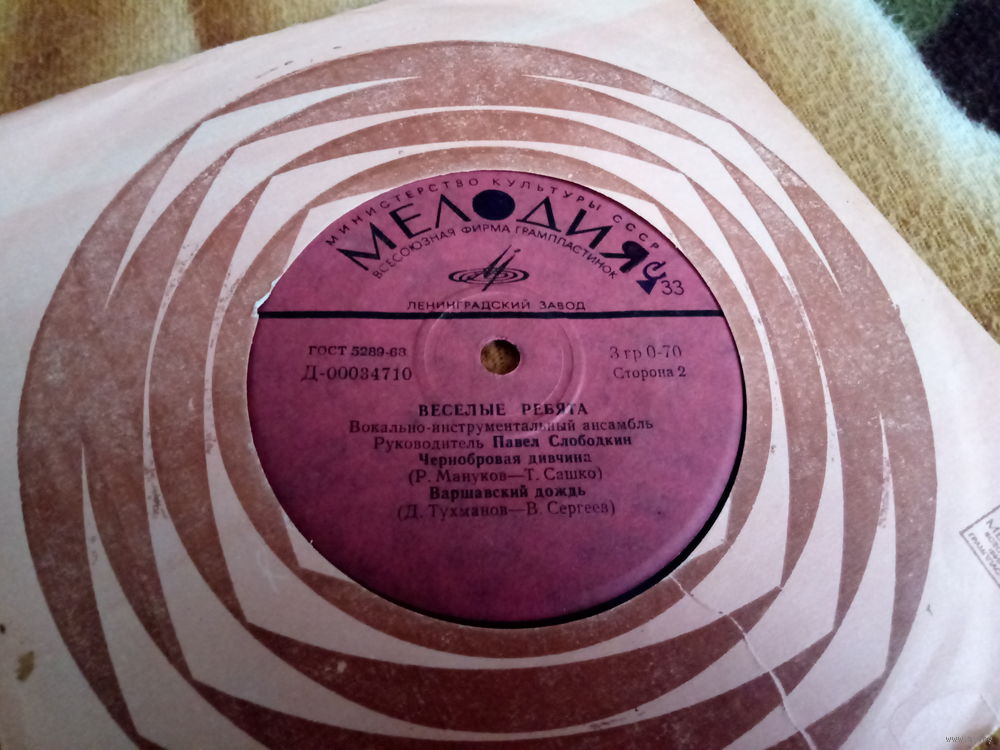 МИНИСТЕРСТВО КУЛЬТУРЫ СССР
МЕЛОДИЯ
ВСЕСОЮЗНАЯ ФИРМА ГРАМПЛАСТИНОК
33
ЛЕНИНГРАДСКИЙ ЗАВОД
ГОСТ 5289-68
3 гр 0-70
Д-00034710
Сторона 2
ВЕСЕЛЫЕ РЕБЯТА
Вокально-инструментальный ансамбль
Руководитель Павел Слободкин
Чернобровая дивчина
(Р. Мануков—Т. Сашко)
Варшавский дождь
(Д. Тухманов—В. Сергеев)